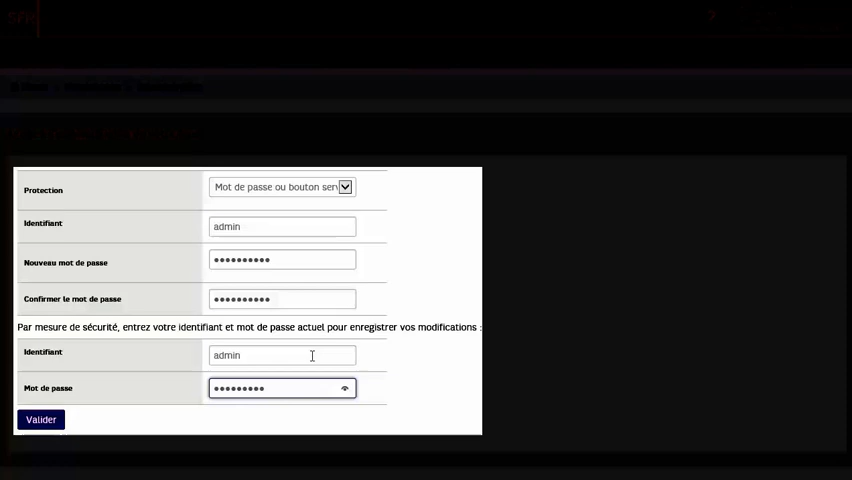 Protection Mot de passe ou bouton ser
Identifiant admin
Nouveau mot de passe ••••••••••
Confirmer le mot de passe ••••••••••
Par mesure de sécurité, entrez votre identifiant et mot de passe actuel pour enregistrer vos modifications :
Identifiant admin
Mot de passe •••••••••
Valider